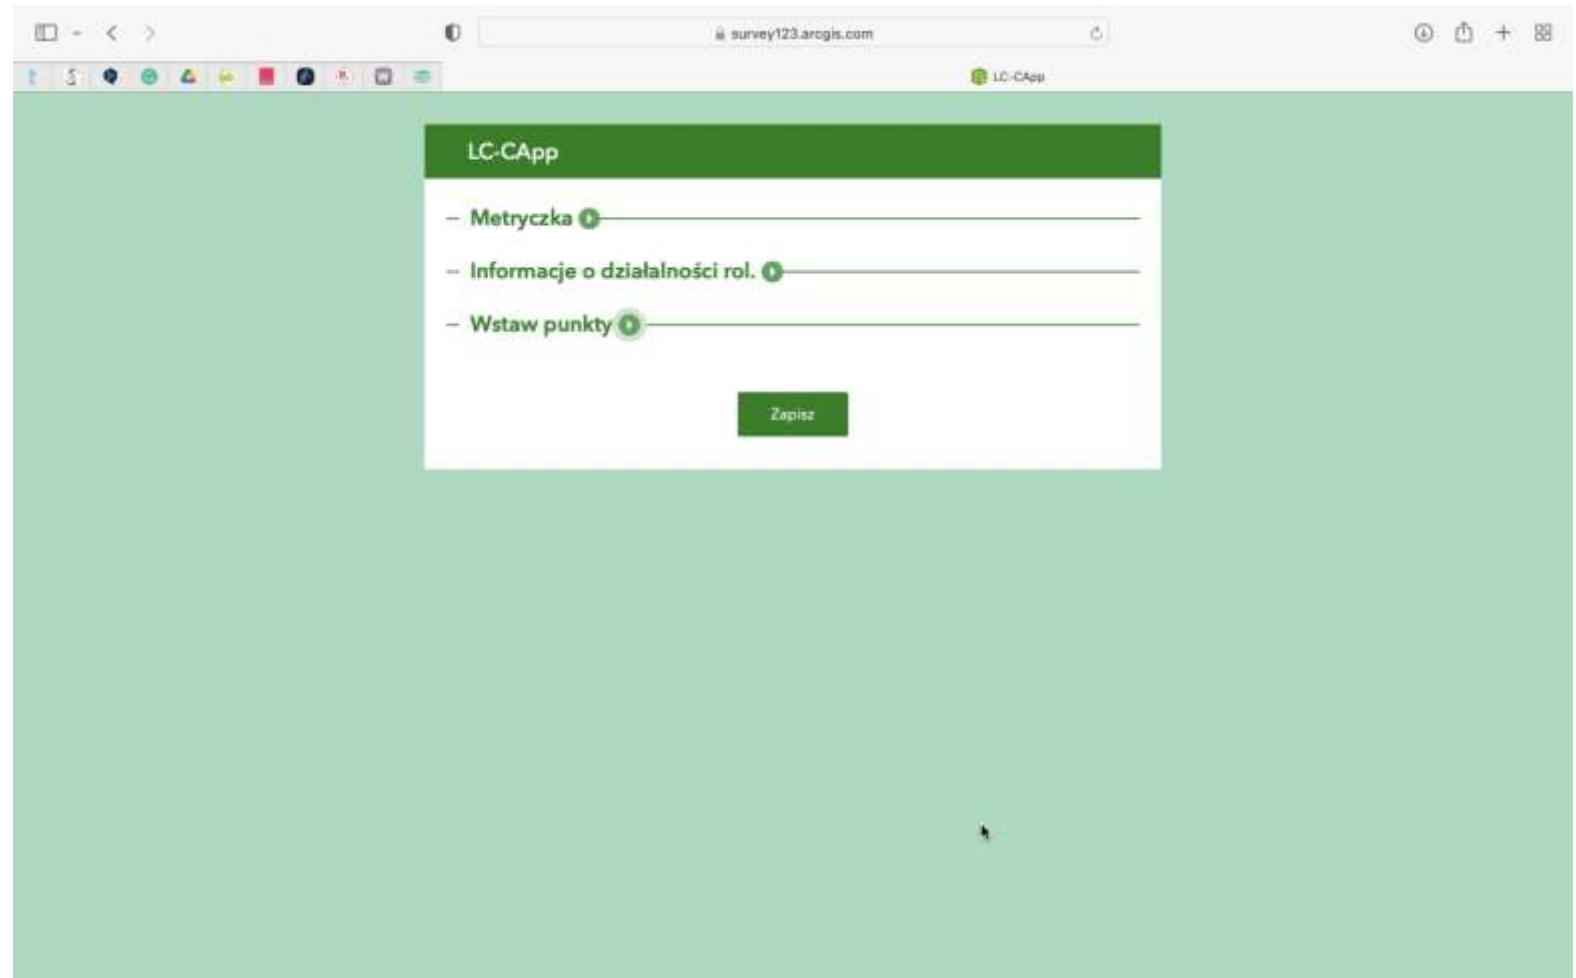 survey123.arcgis.com
LC-CApp
LC-CApp
Metryczka
Informacje o działalności rol.
Wstaw punkty
Zapisz